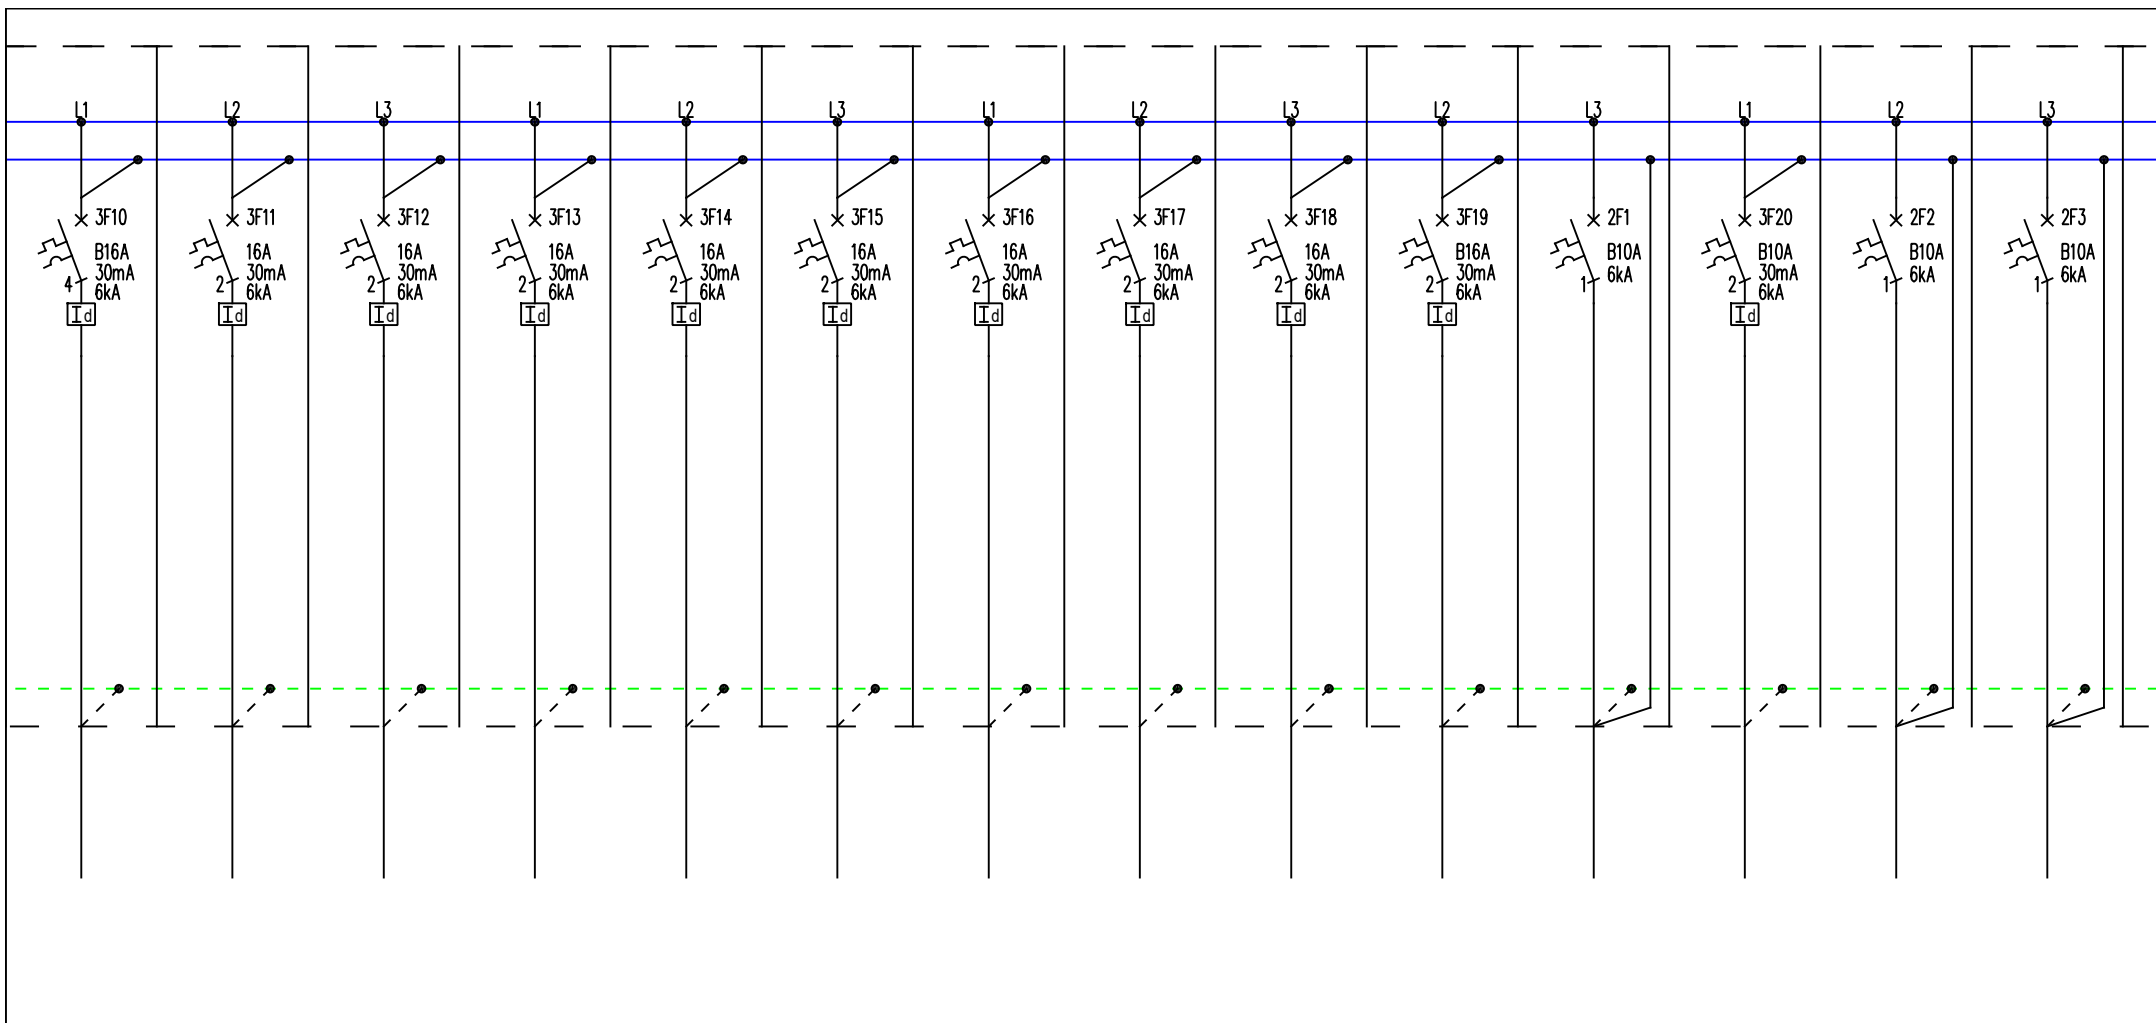 L1 L2 L3 L1 L2 L3 L1 L2 L3 L2 L3 L1 L2 L3
3F10 3F11 3F12 3F13 3F14 3F15 3F16 3F17 3F18 3F19 2F1 3F20 2F2 2F3
B16A 16A 16A 16A 16A 16A 16A 16A 16A B16A B10A B10A B10A B10A
30mA 30mA 30mA 30mA 30mA 30mA 30mA 30mA 30mA 30mA 6kA 30mA 6kA 6kA
4 2 2 2 2 2 2 2 2 2 1 2 1 1
6kA 6kA 6kA 6kA 6kA 6kA 6kA 6kA 6kA 6kA 6kA
Id Id Id Id Id Id Id Id Id Id Id